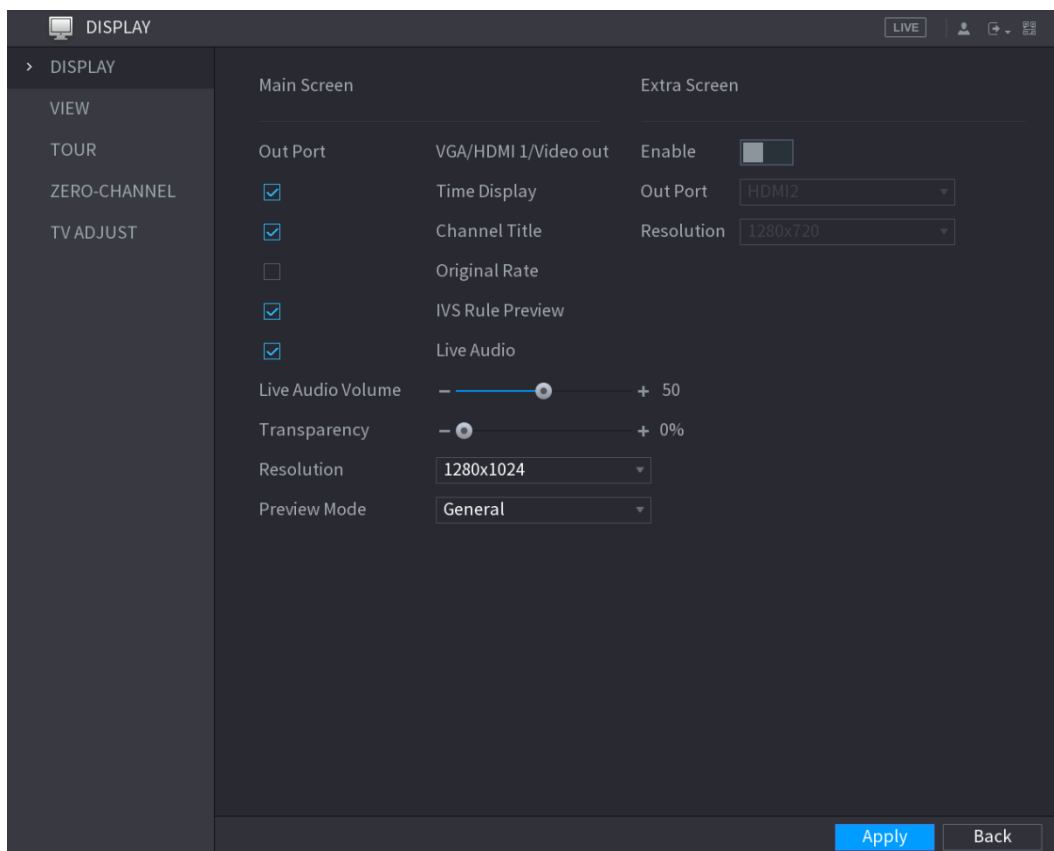 DISPLAY
LIVE
DISPLAY
VIEW
TOUR
ZERO-CHANNEL
TV ADJUST
Main Screen
Extra Screen
Out Port VGA/HDMI 1/Video out Enable
Time Display Out Port HDMI2
Channel Title Resolution 1280x720
Original Rate
IVS Rule Preview
Live Audio
Live Audio Volume − + 50
Transparency − + 0%
Resolution 1280x1024
Preview Mode General
Apply Back